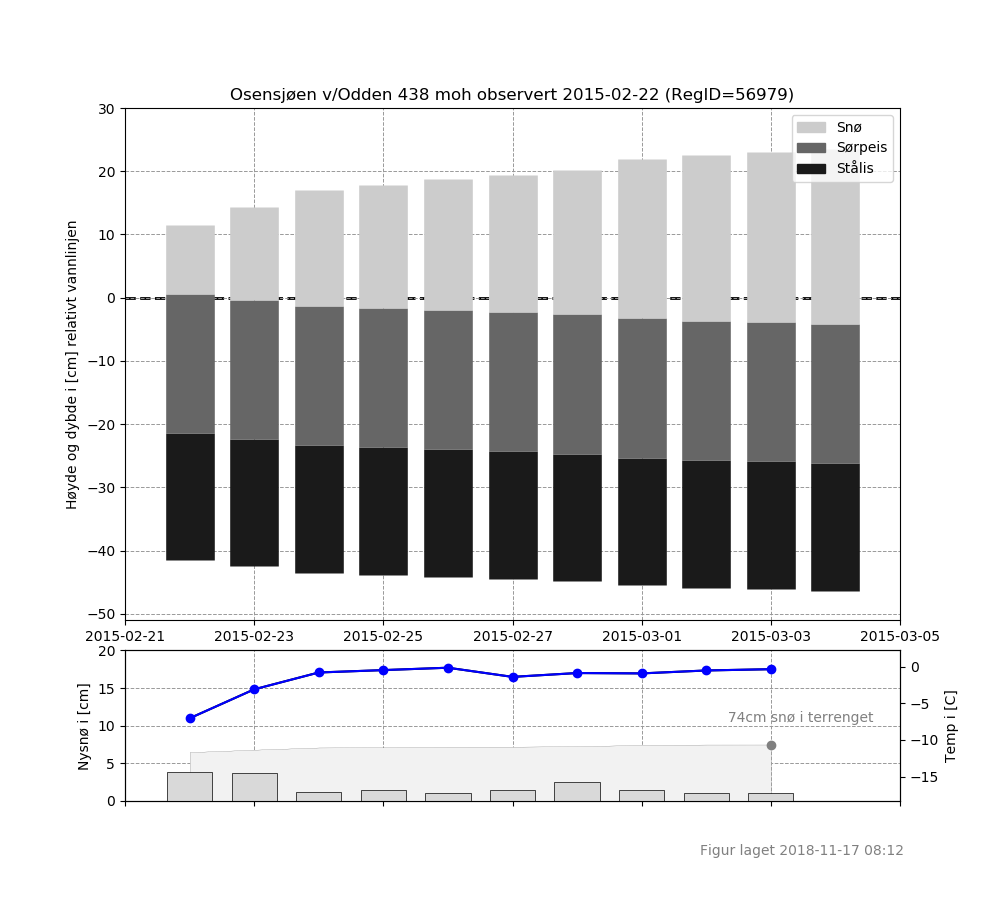 Osensjøen v/Odden 438 moh observert 2015-02-22 (RegID=56979)
Snø
Sørpeis
Stålis
30
20
10
0
−10
−20
−30
−40
−50
Høyde og dybde i [cm] relativt vannlinjen
2015-02-21 2015-02-23 2015-02-25 2015-02-27 2015-03-01 2015-03-03 2015-03-05
20
15
10
5
0
Nysnø i [cm]
74cm snø i terrenget
0
−5
−10
−15
Temp i [C]
Figur laget 2018-11-17 08:12